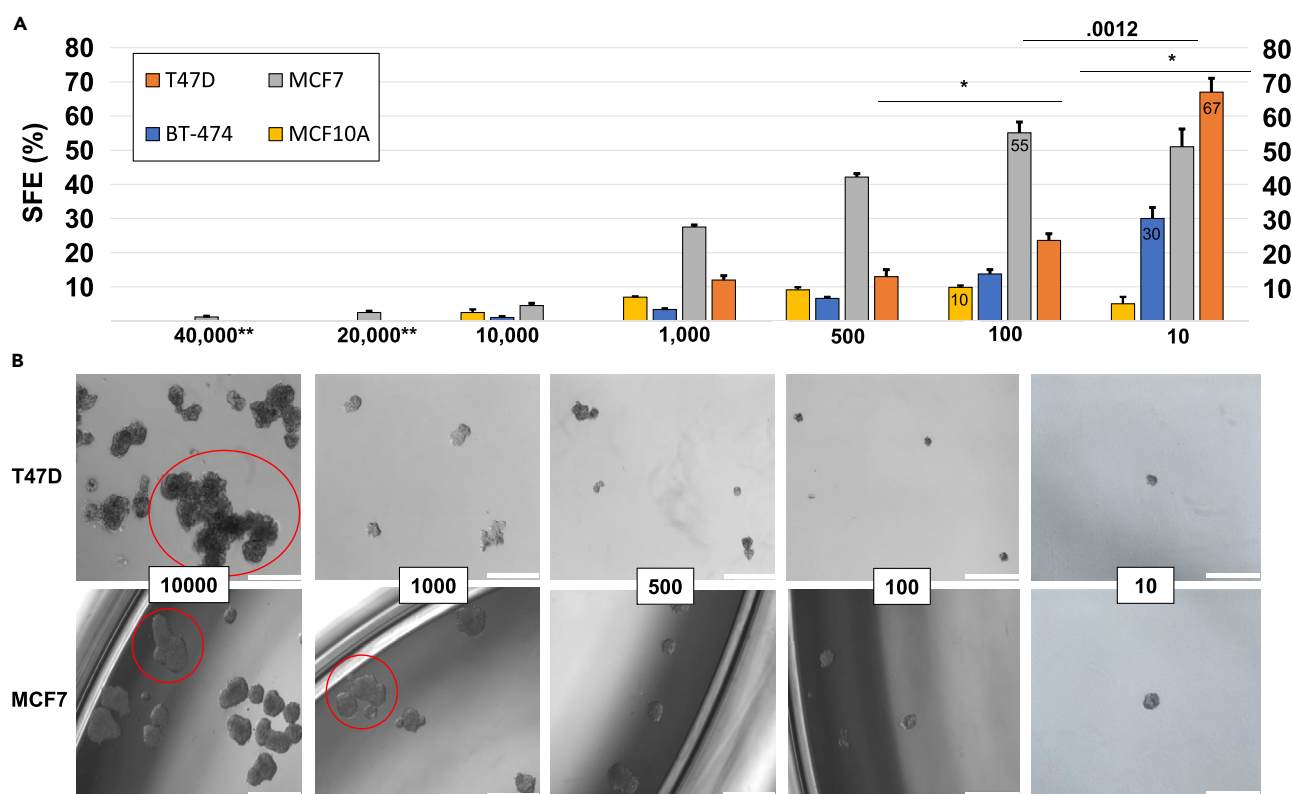 A
.0012
80 80
* 
70 T47D MCF7 * 67 70
60 60
50 BT-474 MCF10A 55 50
SFE (%)
40 40
30 30 30
20 20
10 10 10
40,000** 20,000** 10,000 1,000 500 100 10
B
T47D
10000 1000 500 100 10
MCF7